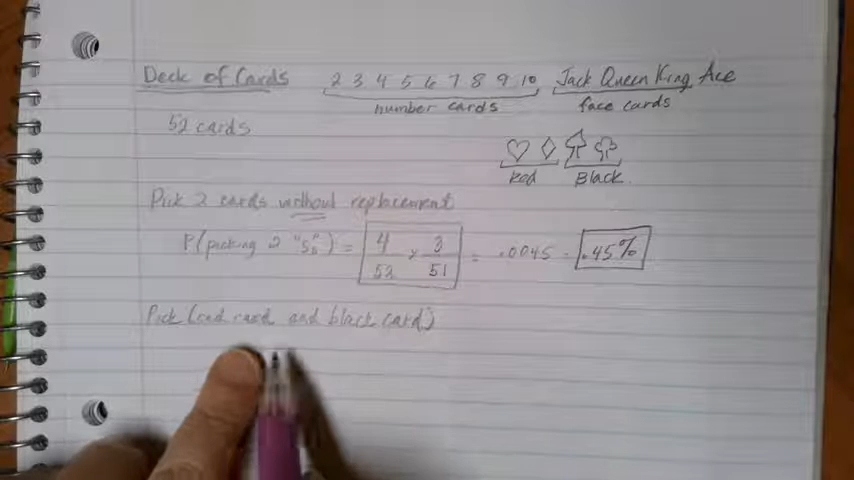 Deck of Cards 2 3 4 5 6 7 8 9 10 Jack Queen King Ace
number cards face cards
52 cards
Red Black
Pick 2 cards without replacement
P(picking 2 "5s") = 4/52 × 3/51 = .0045 = .45%
Pick (red card and black card)